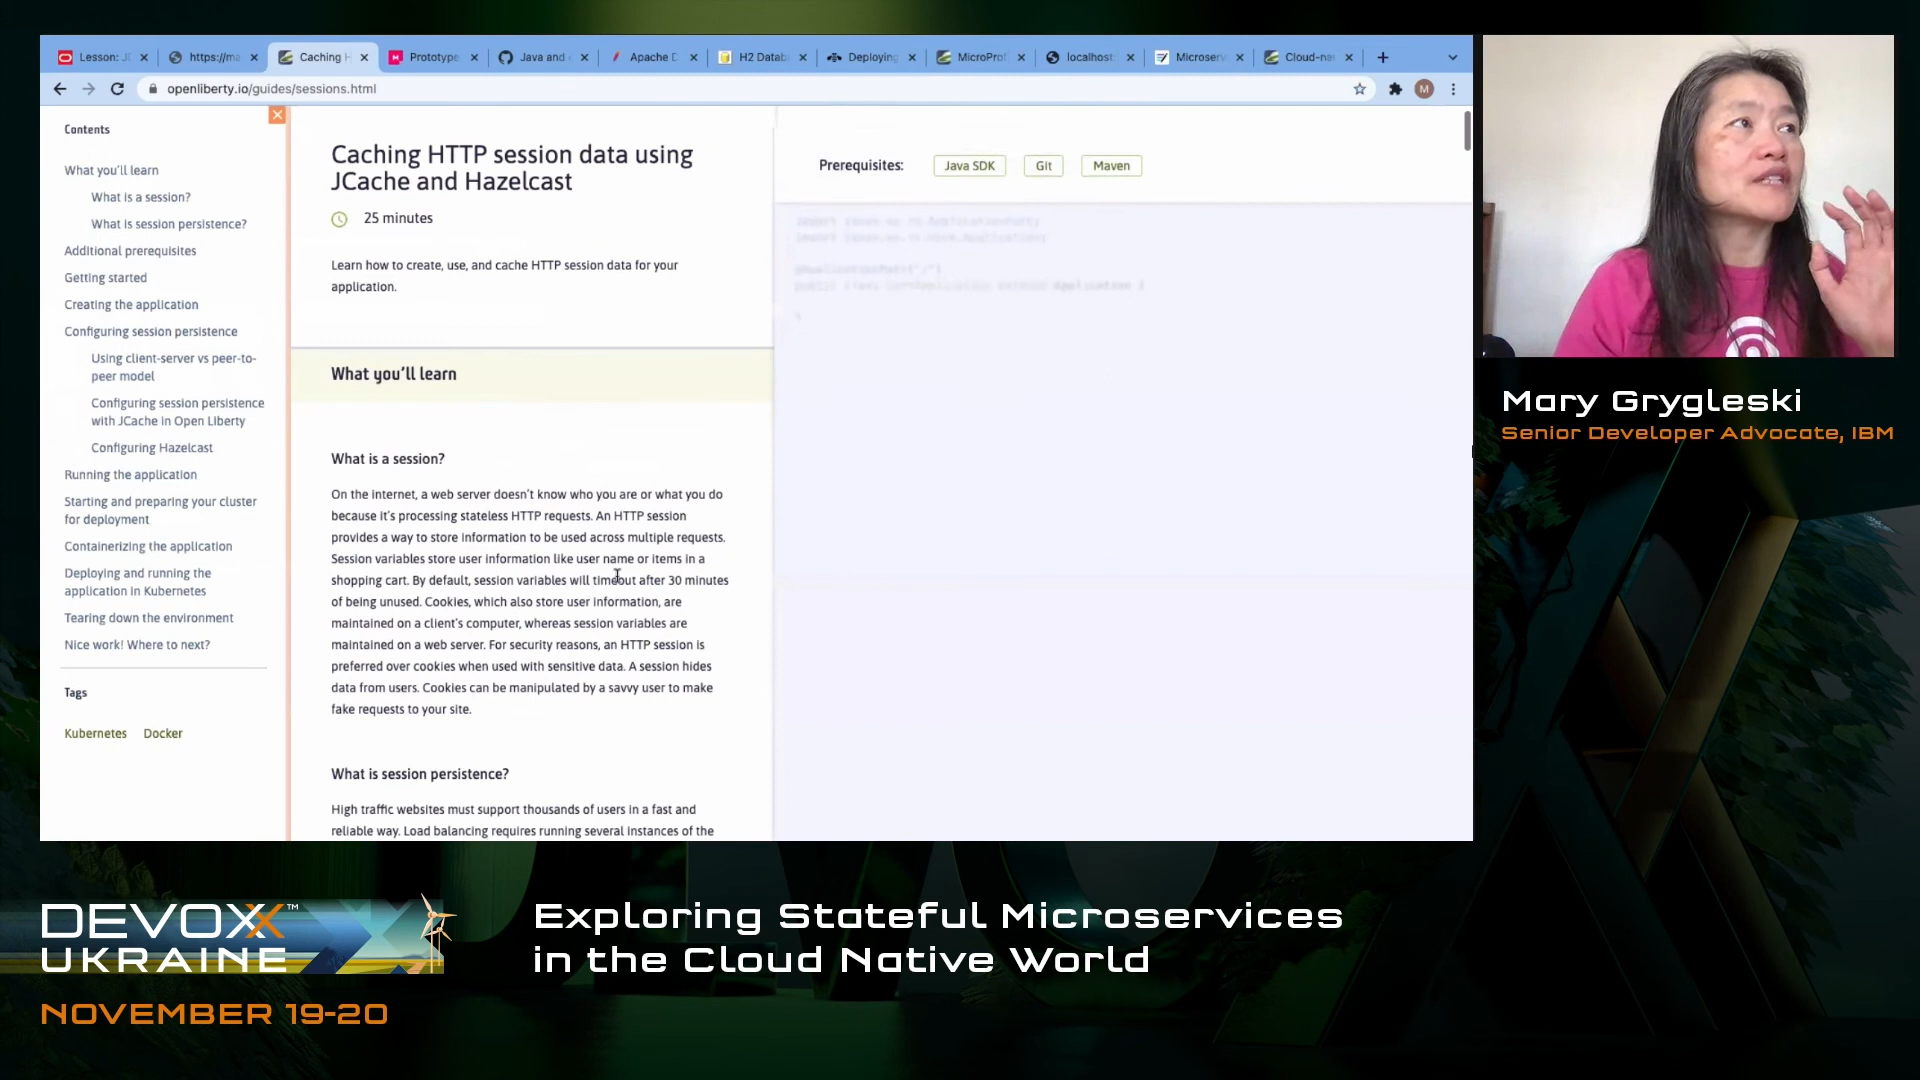 Lesson: J
https://ma
Caching H
Prototype
Java and
Apache D
H2 Datab
Deploying
MicroProf
localhost:
Microserv
Cloud-nat
openliberty.io/guides/sessions.html
M
Contents
What you'll learn
What is a session?
What is session persistence?
Additional prerequisites
Getting started
Creating the application
Configuring session persistence
Using client-server vs peer-to-
peer model
Configuring session persistence
with JCache in Open Liberty
Configuring Hazelcast
Running the application
Starting and preparing your cluster
for deployment
Containerizing the application
Deploying and running the
application in Kubernetes
Tearing down the environment
Nice work! Where to next?
Tags
Kubernetes Docker
Caching HTTP session data using
JCache and Hazelcast
25 minutes
Learn how to create, use, and cache HTTP session data for your
application.
What you'll learn
What is a session?
On the internet, a web server doesn't know who you are or what you do
because it's processing stateless HTTP requests. An HTTP session
provides a way to store information to be used across multiple requests.
Session variables store user information like user name or items in a
shopping cart. By default, session variables will timeout after 30 minutes
of being unused. Cookies, which also store user information, are
maintained on a client's computer, whereas session variables are
maintained on a web server. For security reasons, an HTTP session is
preferred over cookies when used with sensitive data. A session hides
data from users. Cookies can be manipulated by a savvy user to make
fake requests to your site.
What is session persistence?
High traffic websites must support thousands of users in a fast and
reliable way. Load balancing requires running several instances of the
Prerequisites: Java SDK Git Maven
Mary Grygleski
Senior Developer Advocate, IBM
DEVOXX™
UKRAINE
NOVEMBER 19-20
Exploring Stateful Microservices
in the Cloud Native World